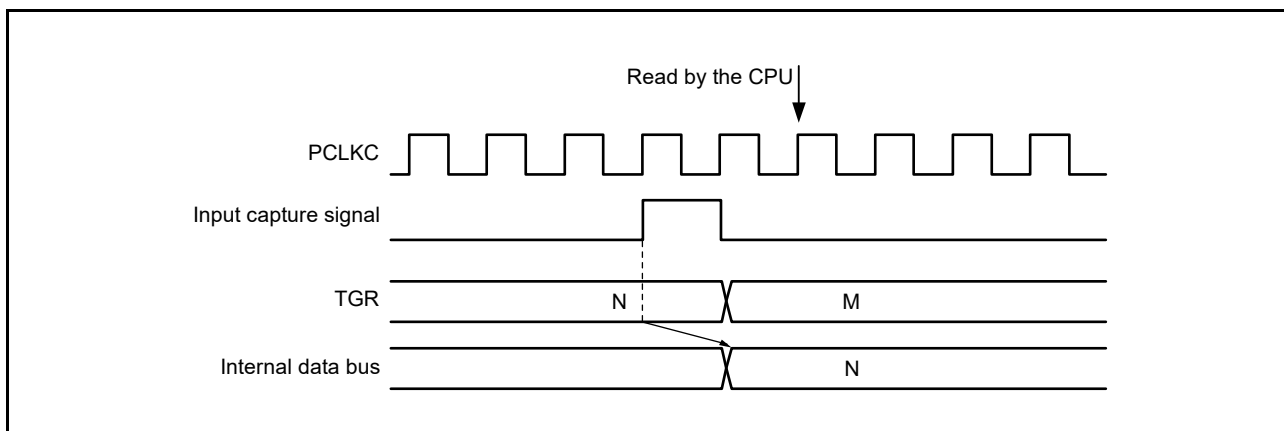 Read by the CPU
PCLKC
Input capture signal
TGR
N
M
Internal data bus
N